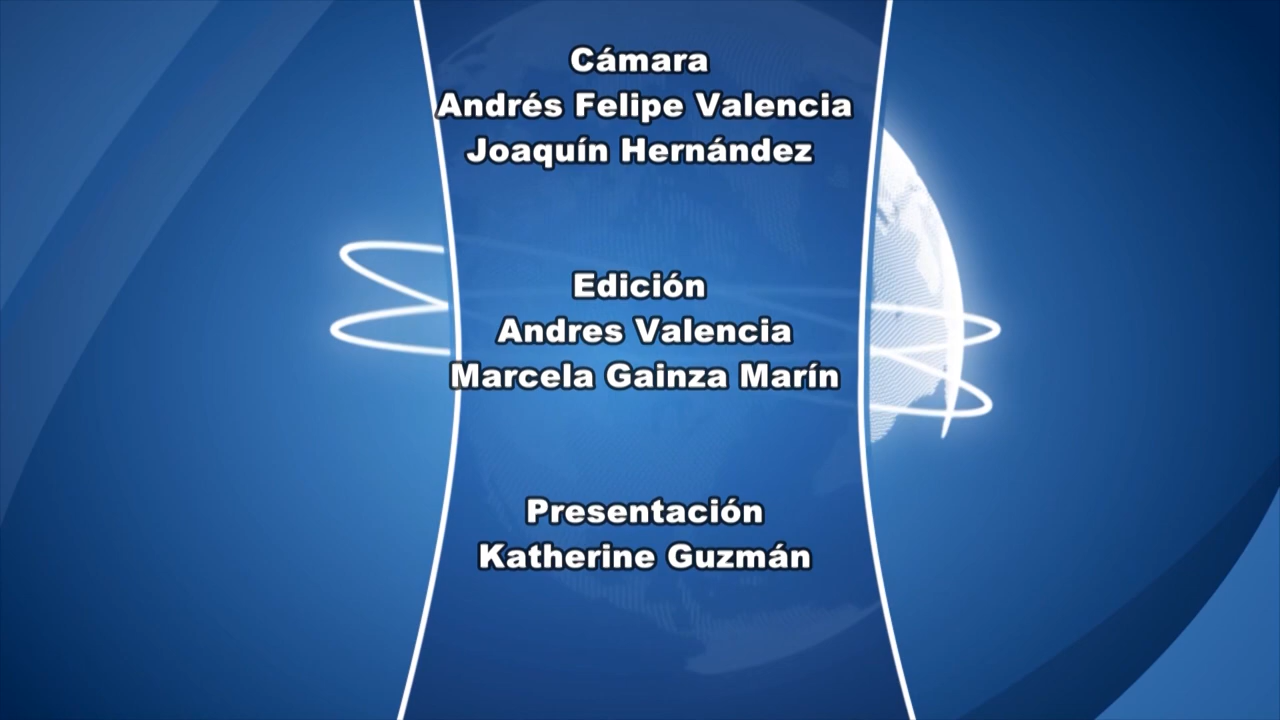 Cámara
Andrés Felipe Valencia
Joaquín Hernández
Edición
Andres Valencia
Marcela Gainza Marín
Presentación
Katherine Guzmán